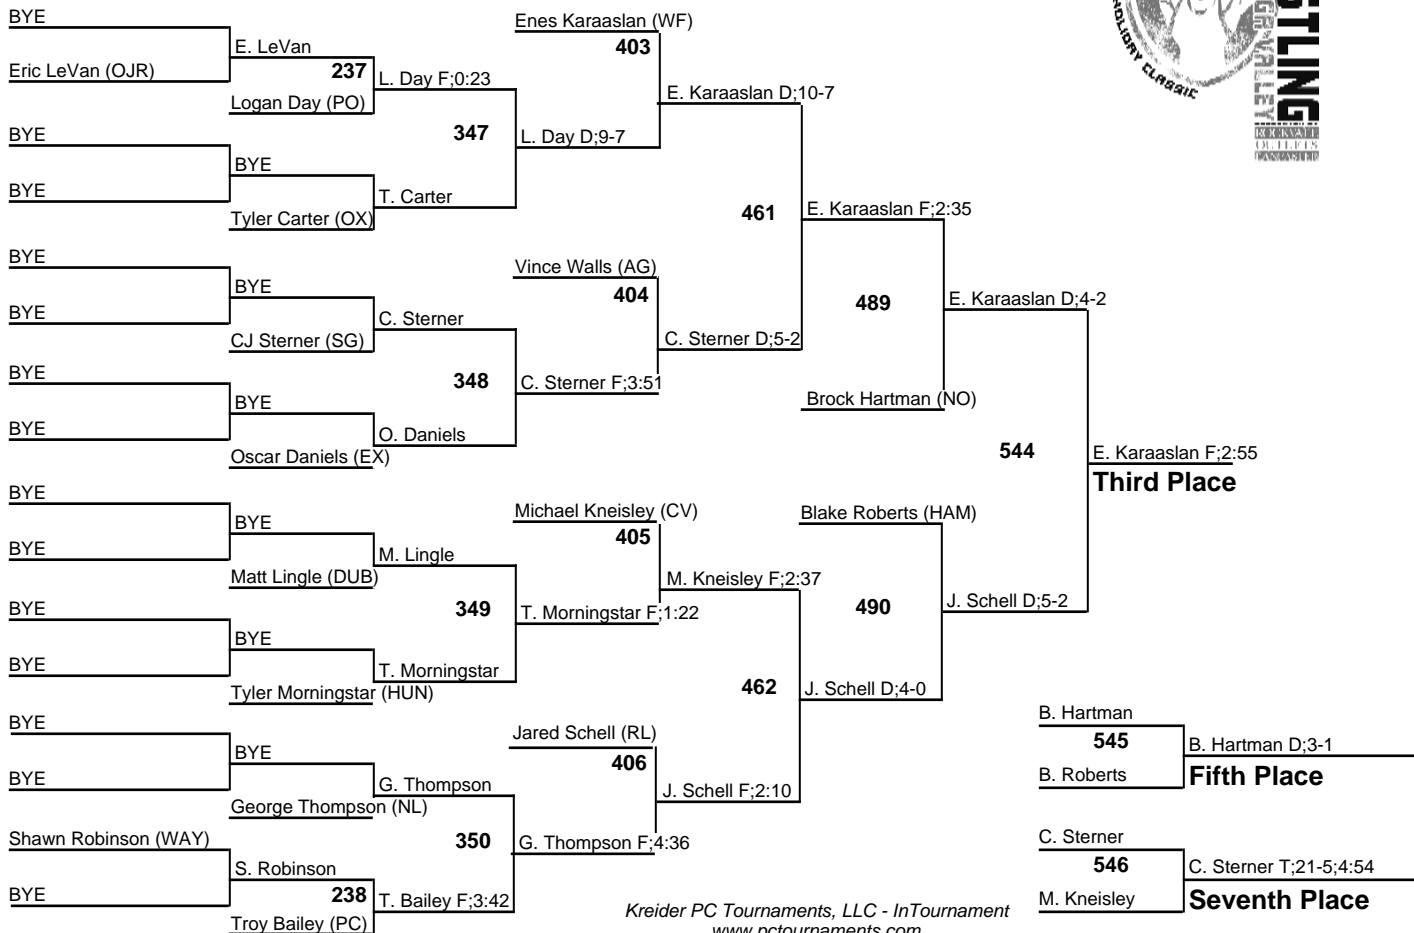 BYE
Eric LeVan (OJR)
E. LeVan
237
Logan Day (PO)
L. Day F;0:23
BYE
BYE
BYE
Tyler Carter (OX)
T. Carter
347
L. Day D;9-7
Enes Karaaslan (WF)
403
E. Karaaslan D;10-7
BYE
BYE
BYE
CJ Sterner (SG)
C. Sterner
BYE
BYE
BYE
Oscar Daniels (EX)
O. Daniels
348
C. Sterner F;3:51
Vince Walls (AG)
404
C. Sterner D;5-2
461
E. Karaaslan F;2:35
489
Brock Hartman (NO)
E. Karaaslan D;4-2
BYE
BYE
BYE
Matt Lingle (DUB)
M. Lingle
BYE
BYE
BYE
Tyler Morningstar (HUN)
T. Morningstar
349
T. Morningstar F;1:22
Michael Kneisley (CV)
405
M. Kneisley F;2:37
BYE
BYE
BYE
George Thompson (NL)
G. Thompson
Shawn Robinson (WAY)
BYE
S. Robinson
238
Troy Bailey (PC)
T. Bailey F;3:42
350
G. Thompson F;4:36
Jared Schell (RL)
406
J. Schell F;2:10
462
J. Schell D;4-0
Blake Roberts (HAM)
490
J. Schell D;5-2
544
E. Karaaslan F;2:55
Third Place
B. Hartman
545
B. Roberts
B. Hartman D;3-1
Fifth Place
C. Sterner
546
M. Kneisley
C. Sterner T;21-5;4:54
Seventh Place
Kreider PC Tournaments, LLC - InTournament
www.pctournaments.com
HOLIDAY CLASSIC
ROCKVALE
OUTLETS
LANCASTER